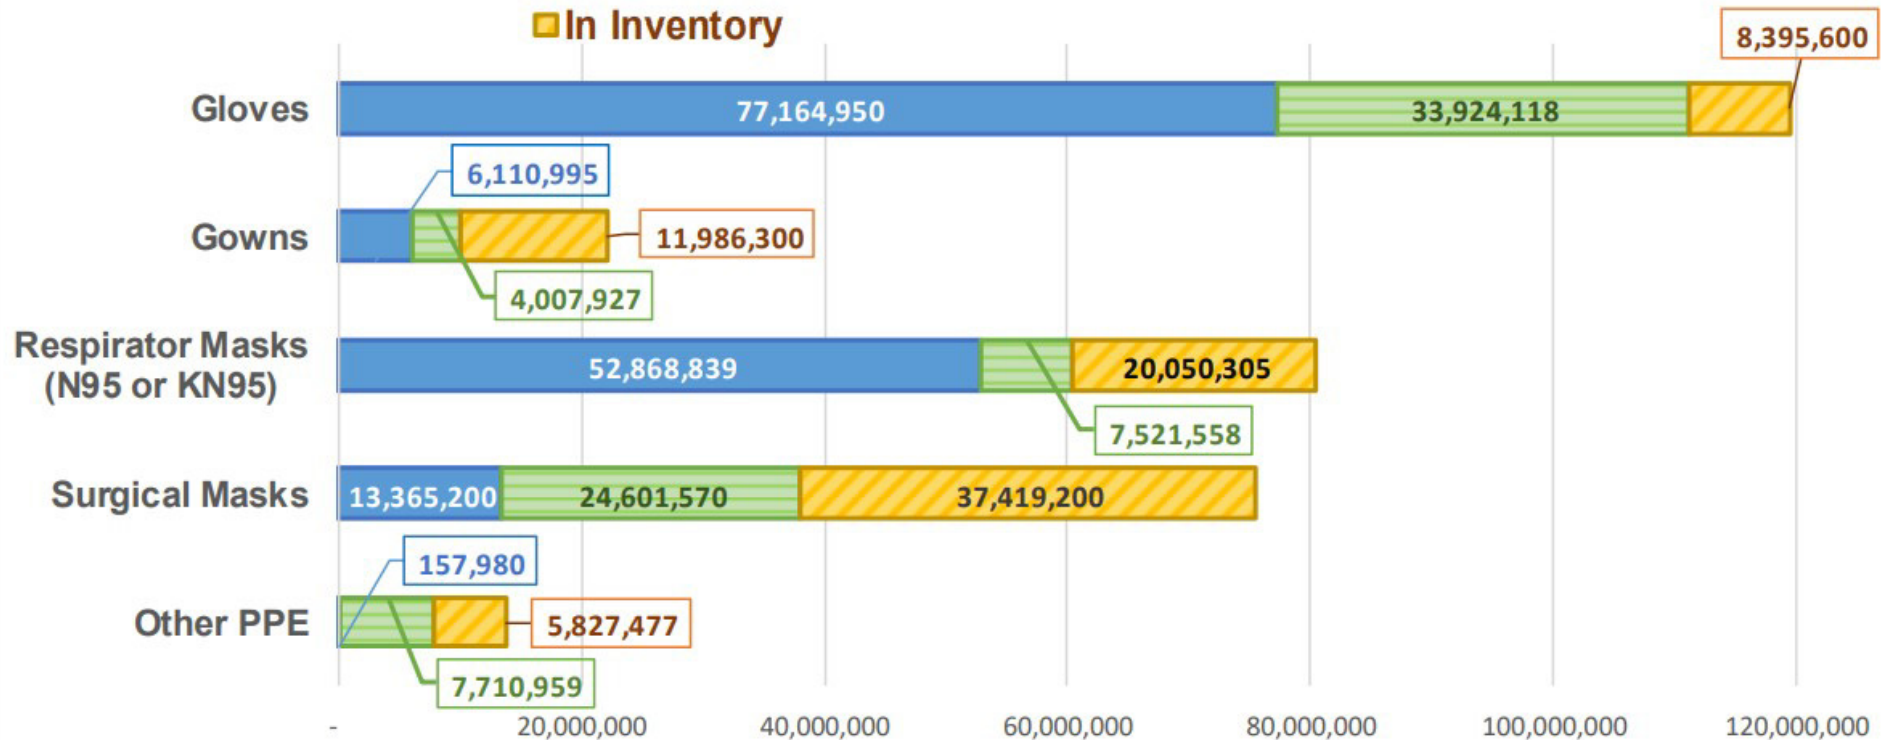 In Inventory
8,395,600
Gloves
77,164,950
33,924,118
6,110,995
Gowns
11,986,300
4,007,927
Respirator Masks
(N95 or KN95)
52,868,839
20,050,305
7,521,558
Surgical Masks
13,365,200
24,601,570
37,419,200
157,980
Other PPE
5,827,477
7,710,959
- 20,000,000 40,000,000 60,000,000 80,000,000 100,000,000 120,000,000